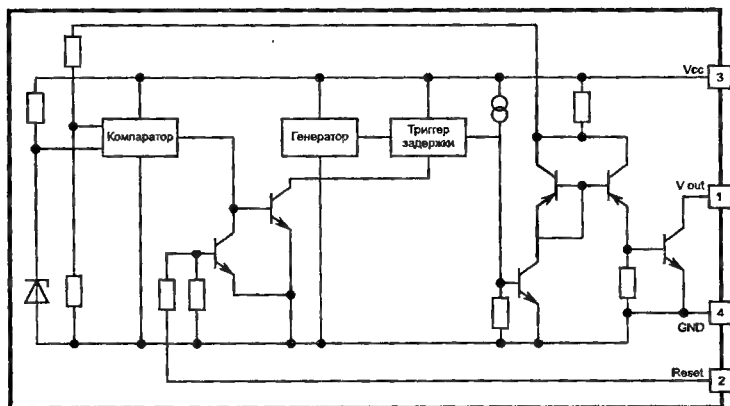 Vcc
3
Компаратор
Генератор
Триггер
задержки
V out
1
4
GND
Reset
2